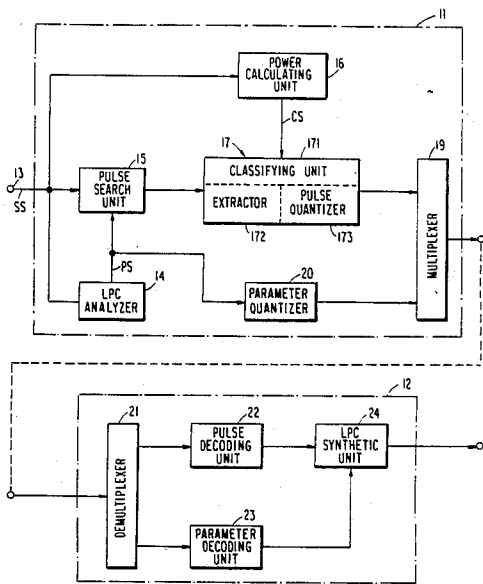 11
POWER
CALCULATING
UNIT
16
CS
13
SS
15
PULSE
SEARCH
UNIT
17
171
CLASSIFYING UNIT
EXTRACTOR
PULSE
QUANTIZER
172
173
19
MULTIPLEXER
PS
14
LPC
ANALYZER
20
PARAMETER
QUANTIZER
12
21
DEMULTIPLEXER
22
PULSE
DECODING
UNIT
24
LPC
SYNTHETIC
UNIT
23
PARAMETER
DECODING
UNIT